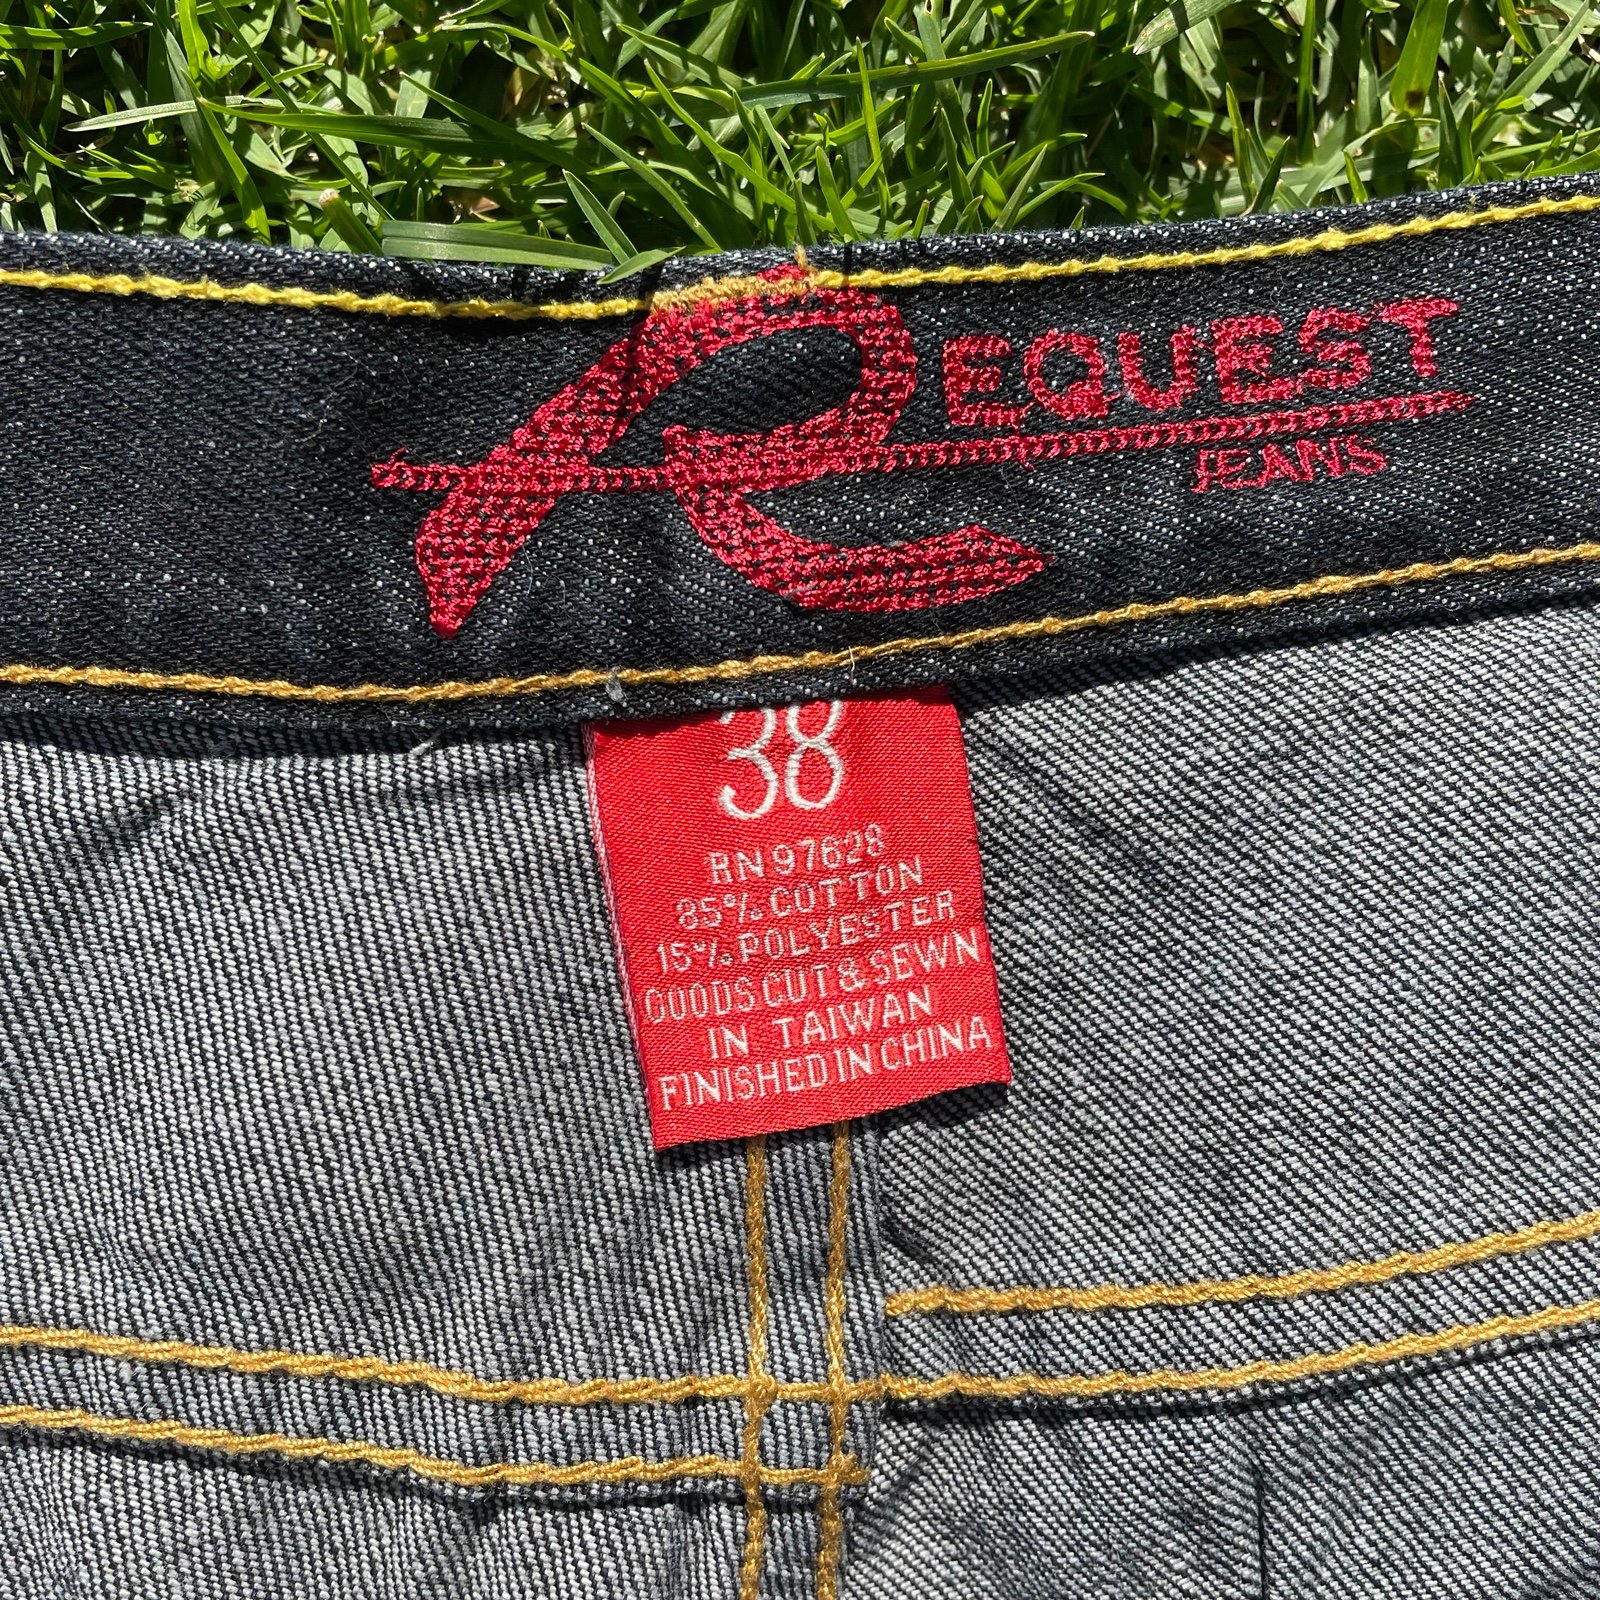 REQUEST
JEANS
38
RN 97628
85% COTTON
15% POLYESTER
GOODS CUT & SEWN
IN TAIWAN
FINISHED IN CHINA